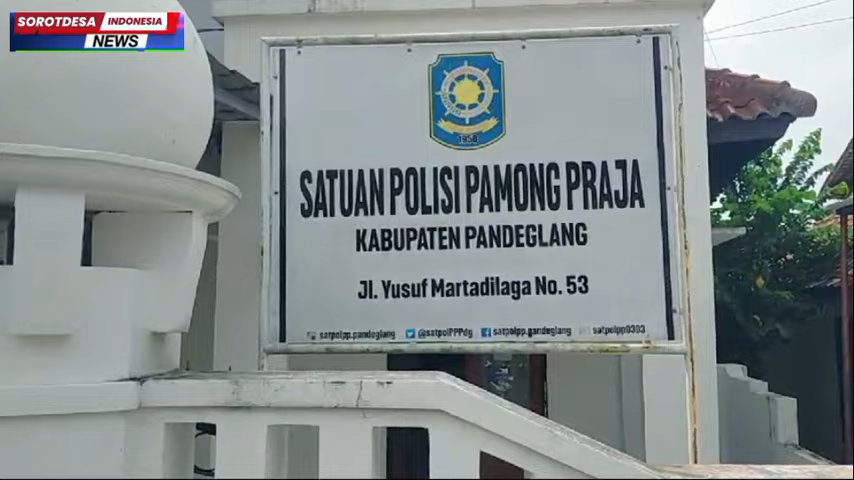 SOROTDESA INDONESIA
NEWS
1950
SATUAN POLISI PAMONG PRAJA
KABUPATEN PANDEGLANG
Jl. Yusuf Martadilaga No. 53
satpolpp.pandeglang @satpolPPPdg satpolpp.pandeglang satpolpp0303